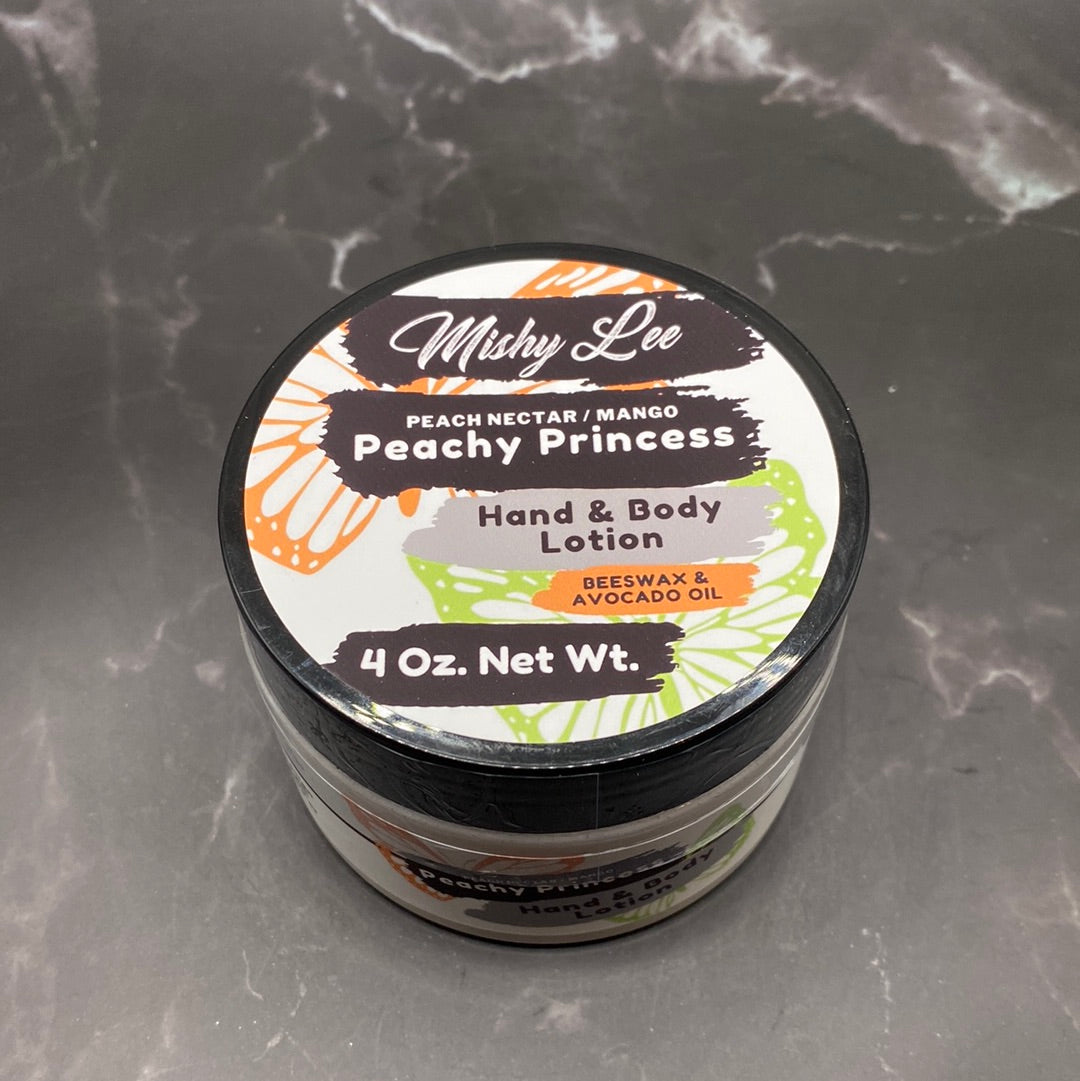 Mishy Lee
PEACH NECTAR / MANGO
Peachy Princess
Hand & Body
Lotion
BEESWAX &
AVOCADO OIL
4 Oz. Net Wt.
Peachy Princess
Hand & Body
Lotion